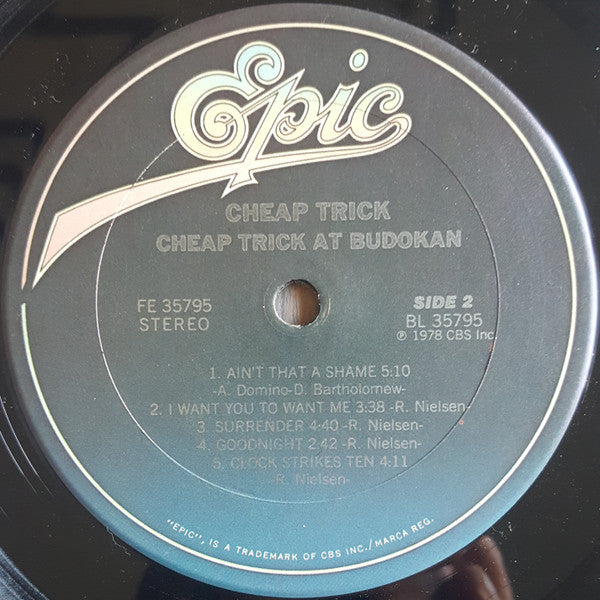 Epic
CHEAP TRICK
CHEAP TRICK AT BUDOKAN
FE 35795
STEREO
SIDE 2
BL 35795
℗ 1978 CBS Inc.
1. AIN'T THAT A SHAME 5:10
-A. Domino-D. Bartholomew-
2. I WANT YOU TO WANT ME 3:38 -R. Nielsen-
3. SURRENDER 4:40 -R. Nielsen-
4. GOODNIGHT 2:42 -R. Nielsen-
5. CLOCK STRIKES TEN 4:11
-R. Nielsen-
"EPIC", IS A TRADEMARK OF CBS INC./MARCA REG.